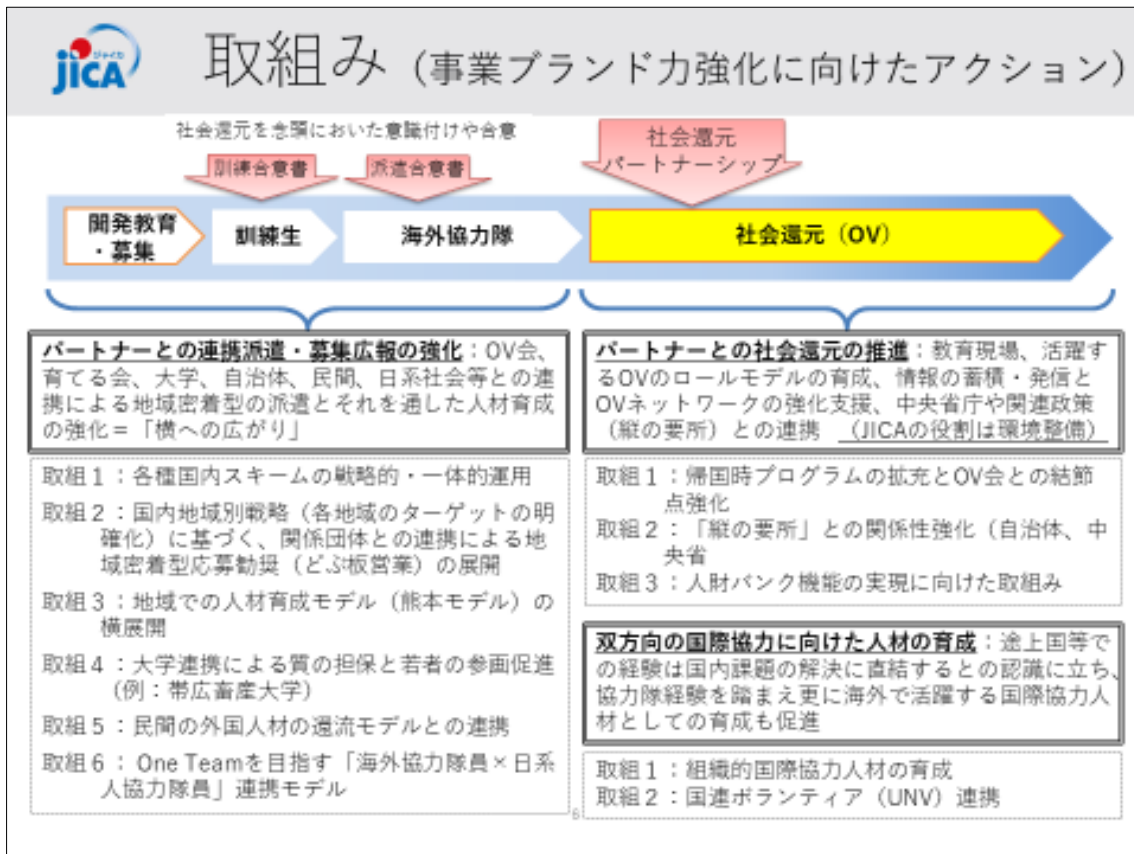 じゃいか
JICA
取組み（事業ブランド力強化に向けたアクション）
社会還元を念頭においた意識付けや合意
訓練合意書
派遣合意書
社会還元
パートナーシップ
開発教育
・募集
訓練生
海外協力隊
社会還元（OV）
パートナーとの連携派遣・募集広報の強化：OV会、
育てる会、大学、自治体、民間、日系社会等との連
携による地域密着型の派遣とそれを通した人材育成
の強化＝「横への広がり」
取組１：各種国内スキームの戦略的・一体的運用
取組２：国内地域別戦略（各地域のターゲットの明
確化）に基づく、関係団体との連携による地
域密着型応募勧奨（どぶ板営業）の展開
取組３：地域での人材育成モデル（熊本モデル）の
横展開
取組４：大学連携による質の担保と若者の参画促進
（例：帯広畜産大学）
取組５：民間の外国人材の還流モデルとの連携
取組６：One Teamを目指す「海外協力隊員×日系
人協力隊員」連携モデル
パートナーとの社会還元の推進：教育現場、活躍す
るOVのロールモデルの育成、情報の蓄積・発信と
OVネットワークの強化支援、中央省庁や関連政策
（縦の要所）との連携　（JICAの役割は環境整備）
取組１：帰国時プログラムの拡充とOV会との結節
点強化
取組２：「縦の要所」との関係性強化（自治体、中
央省
取組３：人財バンク機能の実現に向けた取組み
双方向の国際協力に向けた人材の育成：途上国等で
の経験は国内課題の解決に直結するとの認識に立ち、
協力隊経験を踏まえ更に海外で活躍する国際協力人
材としての育成も促進
取組１：組織的国際協力人材の育成
取組２：国連ボランティア（UNV）連携
6